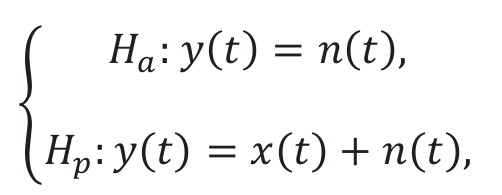 H_a: y(t) = n(t),
H_p: y(t) = x(t) + n(t),